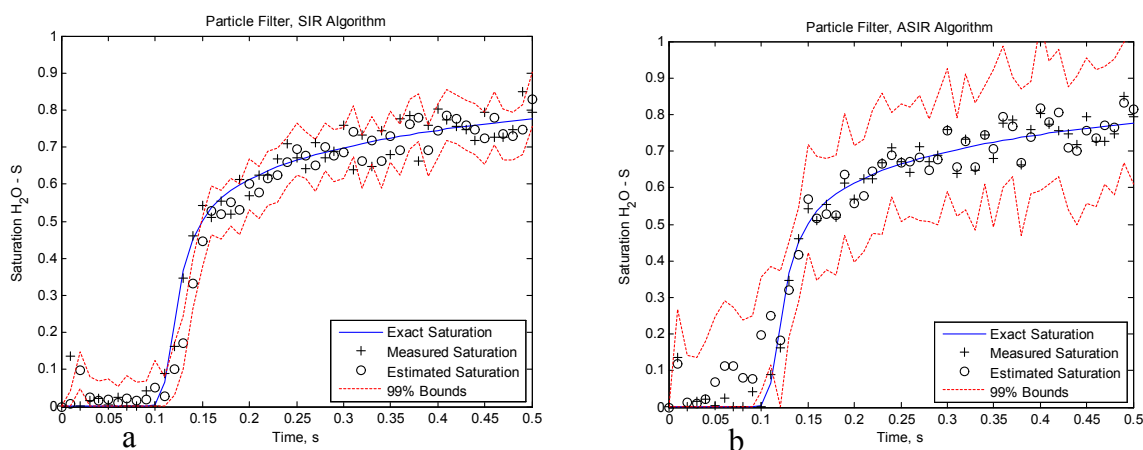 Particle Filter, SIR Algorithm
1
0.9
0.8
0.7
0.6
0.5
0.4
0.3
0.2
0.1
0
Saturation H2O - S
0 0.05 0.1 0.15 0.2 0.25 0.3 0.35 0.4 0.45 0.5
Time, s
Exact Saturation
Measured Saturation
Estimated Saturation
99% Bounds
a
Particle Filter, ASIR Algorithm
1
0.9
0.8
0.7
0.6
0.5
0.4
0.3
0.2
0.1
0
Saturation H2O - S
0 0.05 0.1 0.15 0.20 0.25 0.3 0.35 0.40 0.45 0.5
Time, s
Exact Saturation
Measured Saturation
Estimated Saturation
99% Bounds
b